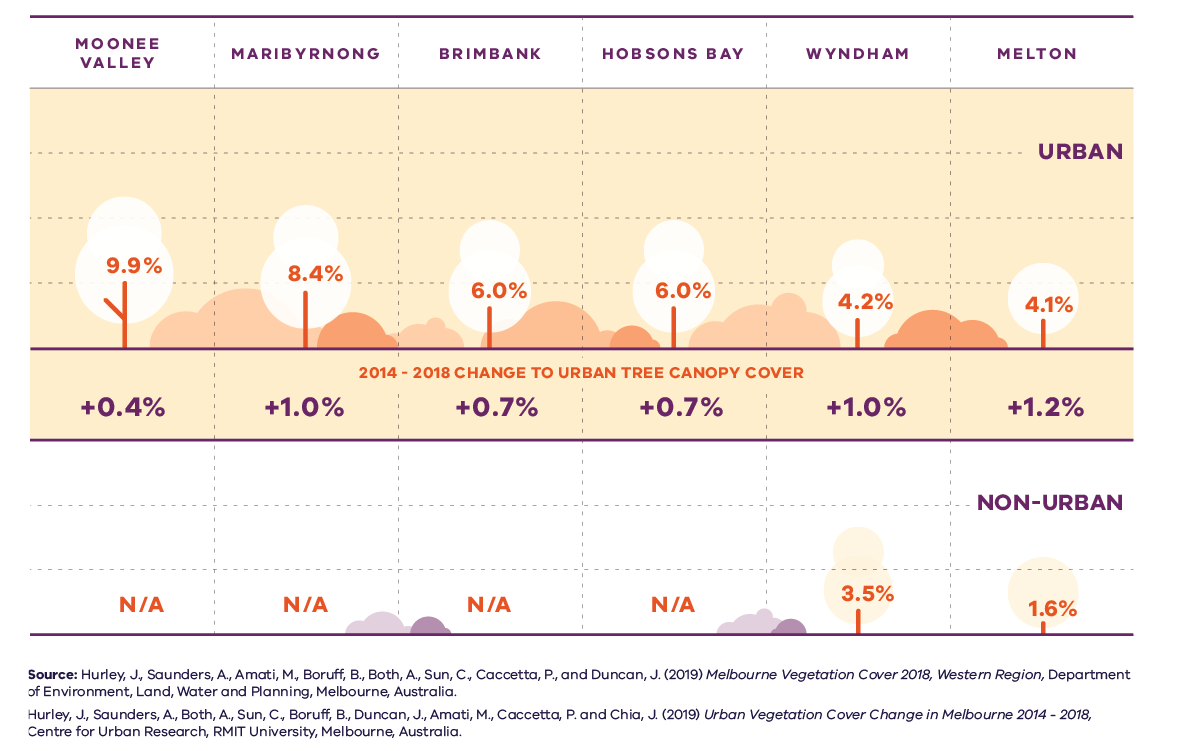 MOONEE
VALLEY
MARIBYRNONG
BRIMBANK
HOBSONS BAY
WYNDHAM
MELTON
URBAN
9.9%
8.4%
6.0%
6.0%
4.2%
4.1%
2014 - 2018 CHANGE TO URBAN TREE CANOPY COVER
+0.4%
+1.0%
+0.7%
+0.7%
+1.0%
+1.2%
NON-URBAN
N/A
N/A
N/A
N/A
3.5%
1.6%
Source: Hurley, J., Saunders, A., Amati, M., Boruff, B., Both, A., Sun, C., Caccetta, P., and Duncan, J. (2019) Melbourne Vegetation Cover 2018, Western Region, Department
of Environment, Land, Water and Planning, Melbourne, Australia.
Hurley, J., Saunders, A., Both, A., Sun, C., Boruff, B., Duncan, J., Amati, M., Caccetta, P. and Chia, J. (2019) Urban Vegetation Cover Change in Melbourne 2014 - 2018,
Centre for Urban Research, RMIT University, Melbourne, Australia.